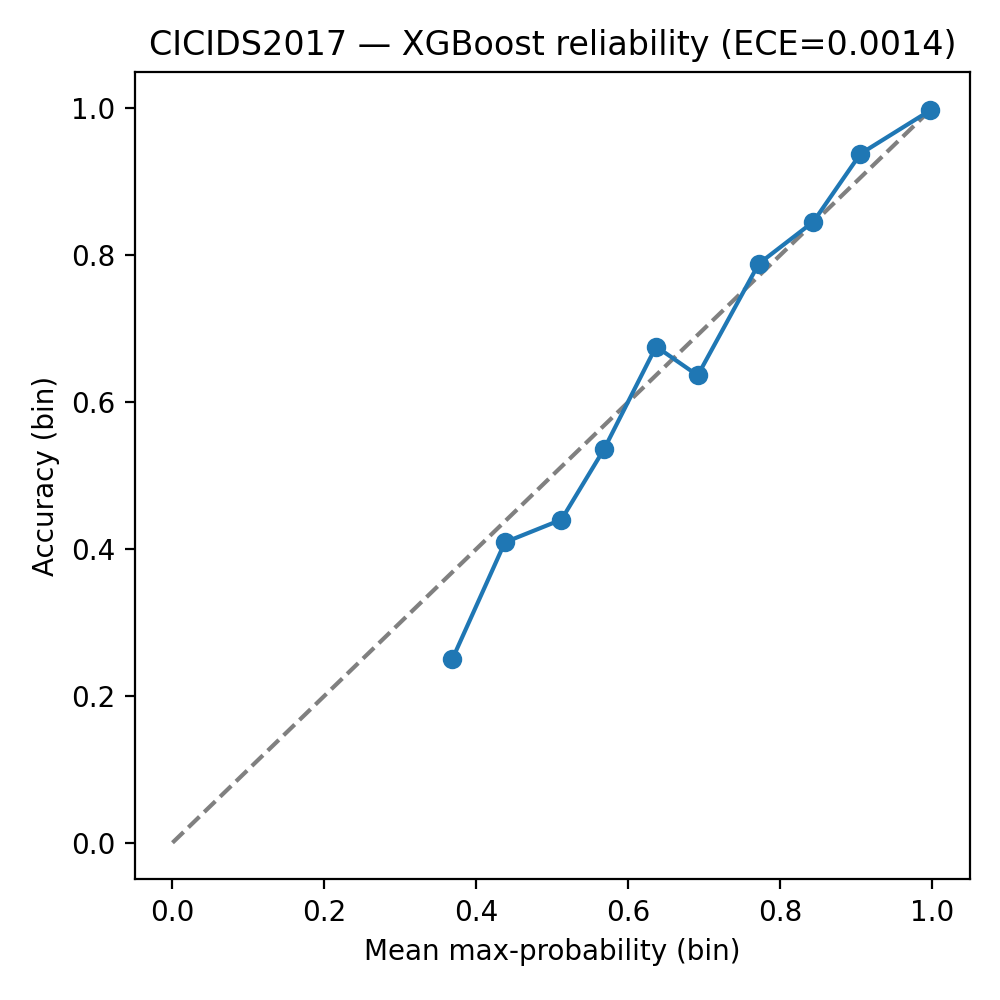 CICIDS2017 — XGBoost reliability (ECE=0.0014)
1.0
0.8
0.6
0.4
0.2
0.0
Accuracy (bin)
0.0 0.2 0.4 0.6 0.8 1.0
Mean max-probability (bin)